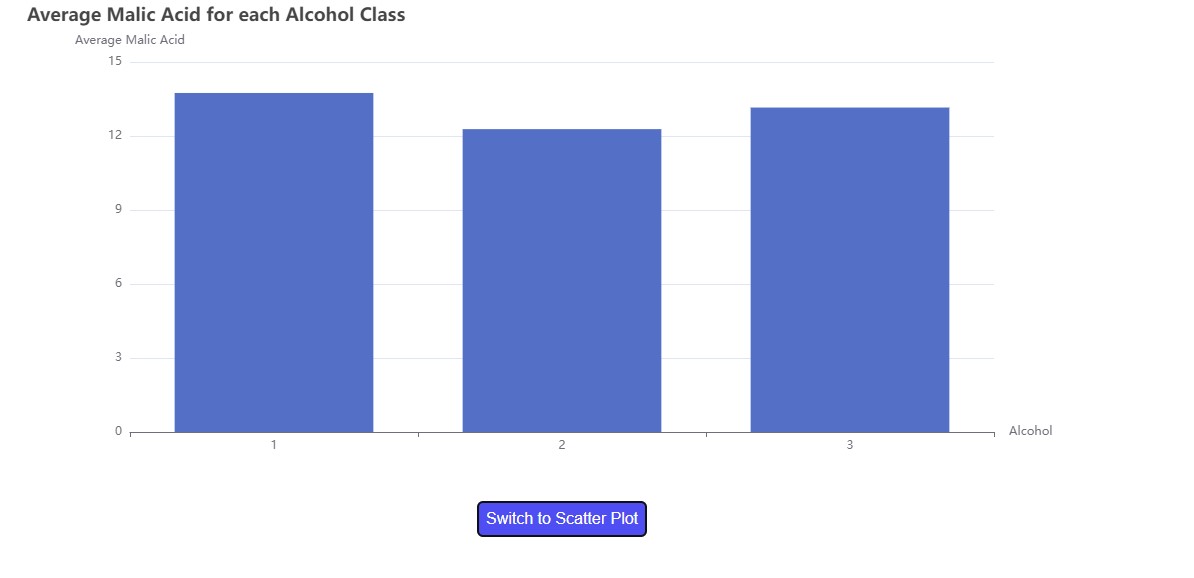 Average Malic Acid for each Alcohol Class
Average Malic Acid
15
12
9
6
3
0
1 2 3
Alcohol
Switch to Scatter Plot